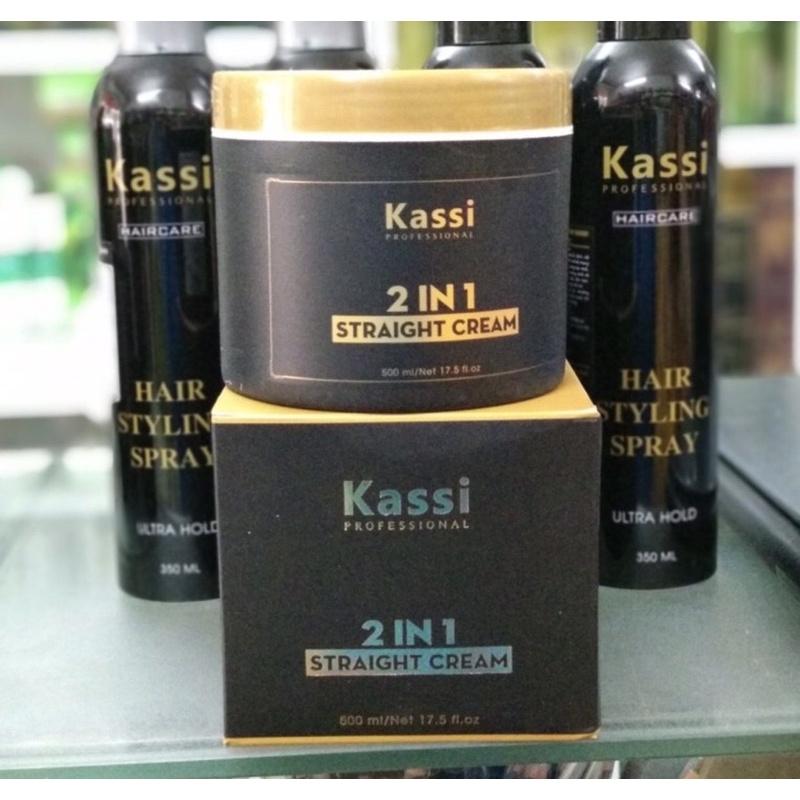 Kassi
PROFESSIONAL
HAIRCARE
HAIR
STYLING
SPRAY
ULTRA HOLD
350 ML
Kassi
PROFESSIONAL
2 IN 1
STRAIGHT CREAM
500 ml/Net 17.5 fl.oz
Kassi
PROFESSIONAL
2 IN 1
STRAIGHT CREAM
500 ml/Net 17.5 fl.oz
Kassi
PROFESSIONAL
HAIRCARE
HAIR
STYLING
SPRAY
ULTRA HOLD
350 ML